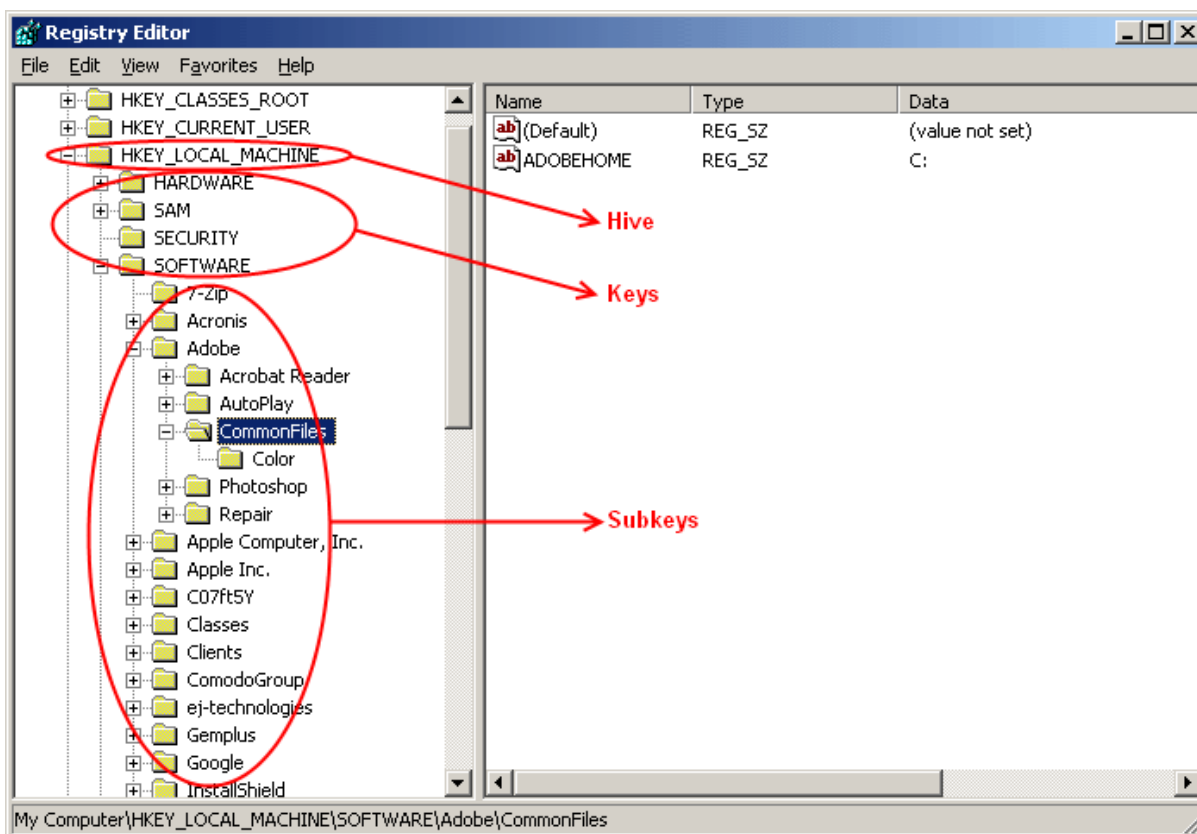 Registry Editor
File Edit View Favorites Help
HKEY_CLASSES_ROOT
HKEY_CURRENT_USER
HKEY_LOCAL_MACHINE
HARDWARE
SAM
SECURITY
SOFTWARE
7-Zip
Acronis
Adobe
Acrobat Reader
AutoPlay
CommonFiles
Color
Photoshop
Repair
Apple Computer, Inc.
Apple Inc.
C07ft5Y
Classes
Clients
ComodoGroup
ej-technologies
Gemplus
Google
InstallShield
Name Type Data
ab (Default) REG_SZ (value not set)
ab ADOBEHOME REG_SZ C:
Hive
Keys
Subkeys
My Computer\HKEY_LOCAL_MACHINE\SOFTWARE\Adobe\CommonFiles